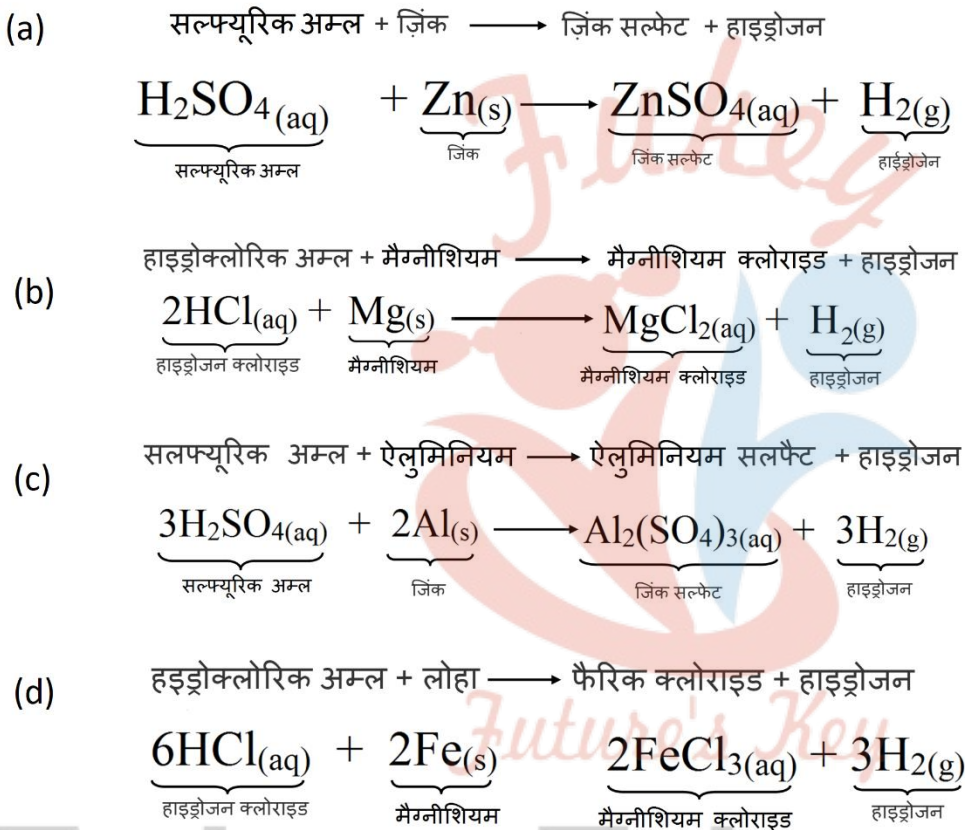 (a) सल्फ्यूरिक अम्ल + ज़िंक ⟶ ज़िंक सल्फेट + हाइड्रोजन
H₂SO₄ (aq) + Zn(s) ⟶ ZnSO₄(aq) + H₂(g)
सल्फ्यूरिक अम्ल जिंक जिंक सल्फेट हाईड्रोजेन
Fukey
(b) हाइड्रोक्लोरिक अम्ल + मैग्नीशियम ⟶ मैग्नीशियम क्लोराइड + हाइड्रोजन
2HCl(aq) + Mg(s) ⟶ MgCl₂(aq) + H₂(g)
हाइड्रोजन क्लोराइड मैग्नीशियम मैग्नीशियम क्लोराइड हाइड्रोजन
(c) सलफ्यूरिक अम्ल + ऐलुमिनियम ⟶ ऐलुमिनियम सलफैट + हाइड्रोजन
3H₂SO₄(aq) + 2Al(s) ⟶ Al₂(SO₄)₃(aq) + 3H₂(g)
सल्फ्यूरिक अम्ल जिंक जिंक सल्फेट हाइड्रोजन
(d) हइड्रोक्लोरिक अम्ल + लोहा ⟶ फैरिक क्लोराइड + हाइड्रोजन
Future's Key
6HCl(aq) + 2Fe(s) 2FeCl₃(aq) + 3H₂(g)
हाइड्रोजन क्लोराइड मैग्नीशियम मैग्नीशियम क्लोराइड हाइड्रोजन